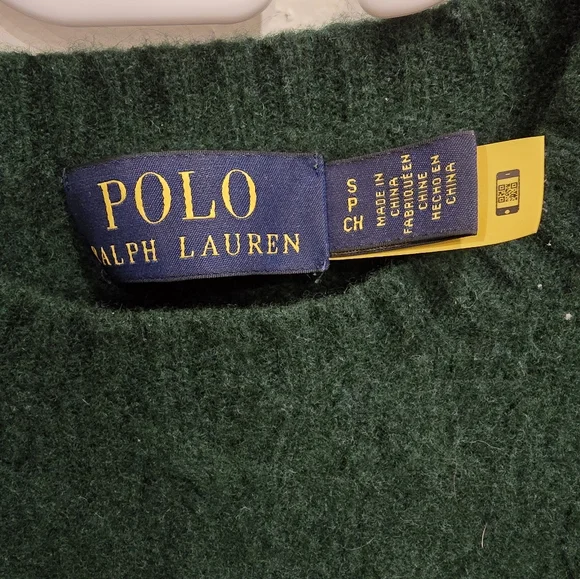 POLO
RALPH LAUREN
S
P
CH
MADE IN
CHINA
FABRIQUÉ EN
CHINE
HECHO EN
CHINA